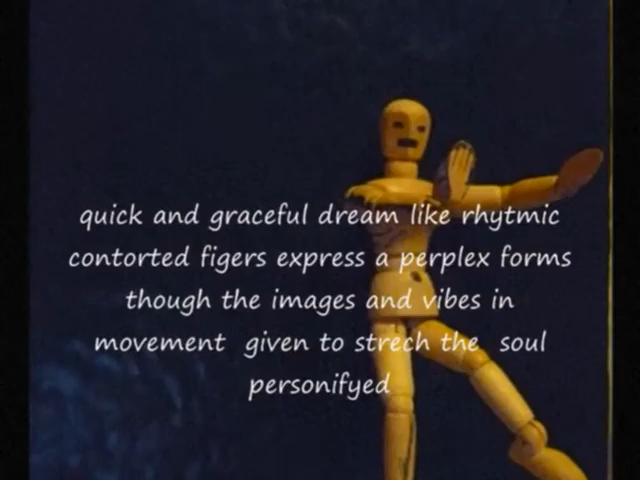 quick and graceful dream like rhytmic
contorted figers express a perplex forms
though the images and vibes in
movement given to strech the soul
personifyed